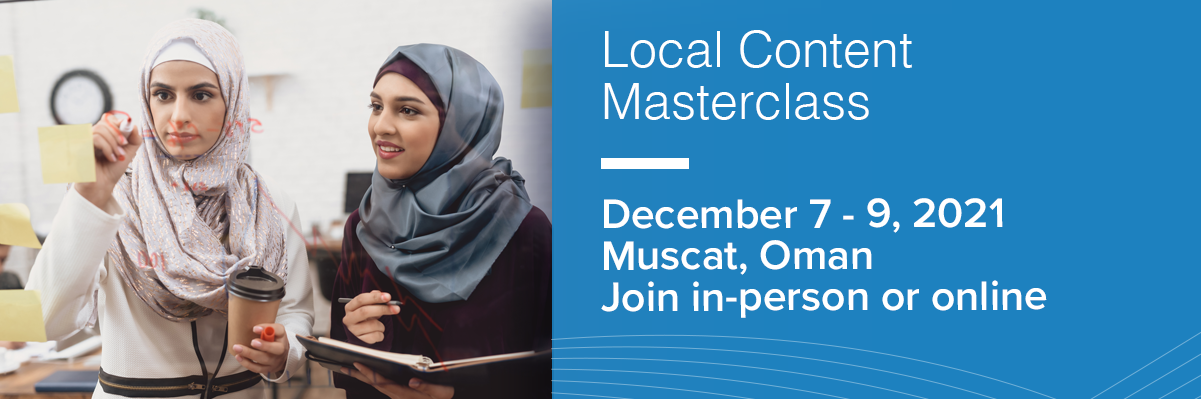 Local Content
Masterclass
December 7 - 9, 2021
Muscat, Oman
Join in-person or online